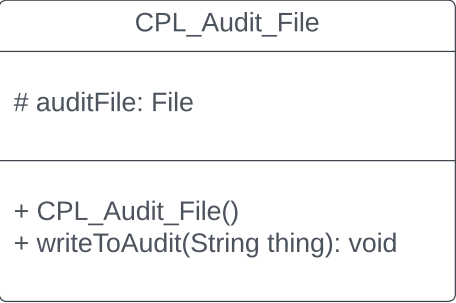 CPL_Audit_File
# auditFile: File
+ CPL_Audit_File()
+ writeToAudit(String thing): void